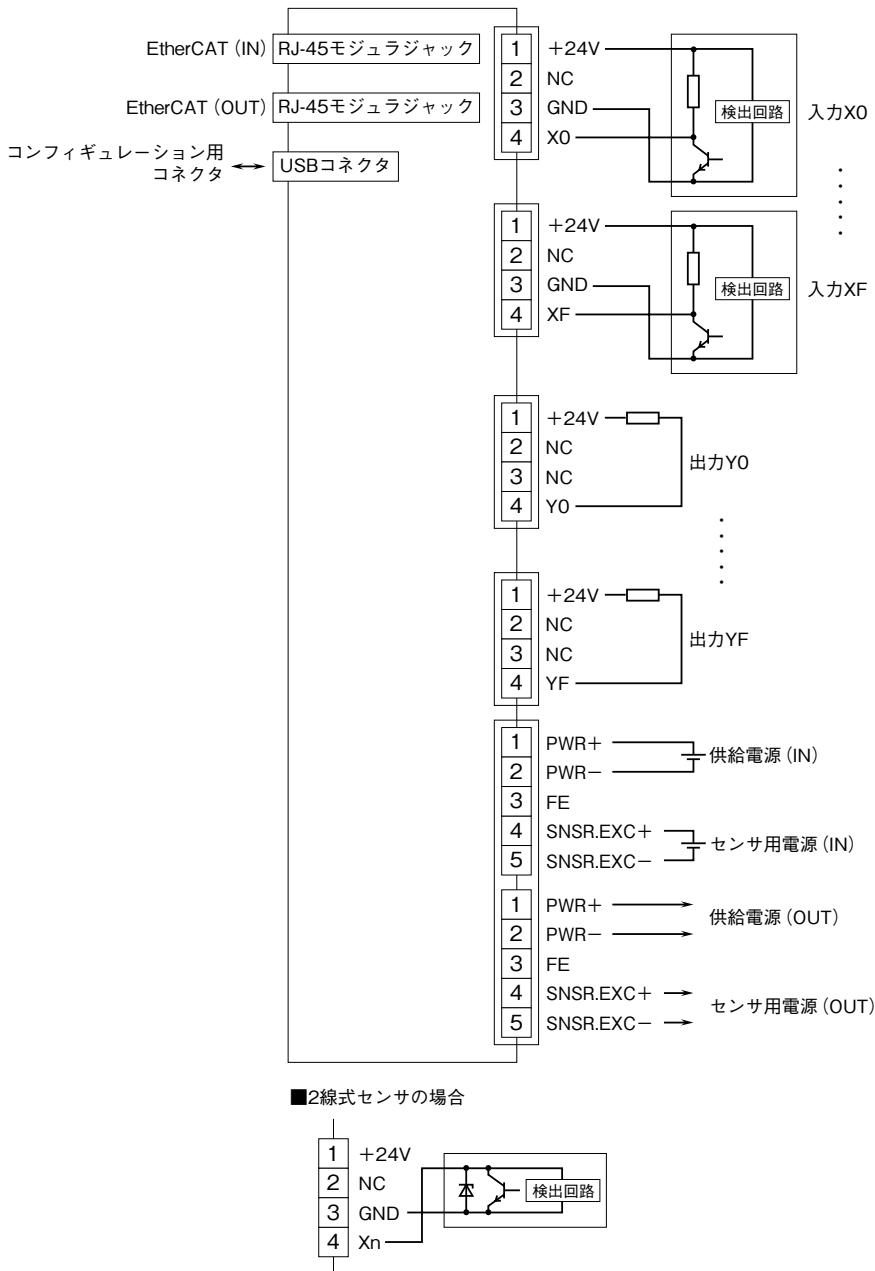 EtherCAT (IN) RJ-45モジュラジャック
EtherCAT (OUT) RJ-45モジュラジャック
コンフィギュレーション用
コネクタ
USBコネクタ
1 +24V
2 NC
3 GND
4 X0
検出回路
入力X0
1 +24V
2 NC
3 GND
4 XF
検出回路
入力XF
1 +24V
2 NC
3 NC
4 Y0
出力Y0
1 +24V
2 NC
3 NC
4 YF
出力YF
1 PWR+
2 PWR−
3 FE
4 SNSR.EXC+
5 SNSR.EXC−
供給電源 (IN)
センサ用電源 (IN)
1 PWR+
2 PWR−
3 FE
4 SNSR.EXC+
5 SNSR.EXC−
供給電源 (OUT)
センサ用電源 (OUT)
■2線式センサの場合
1 +24V
2 NC
3 GND
4 Xn
検出回路